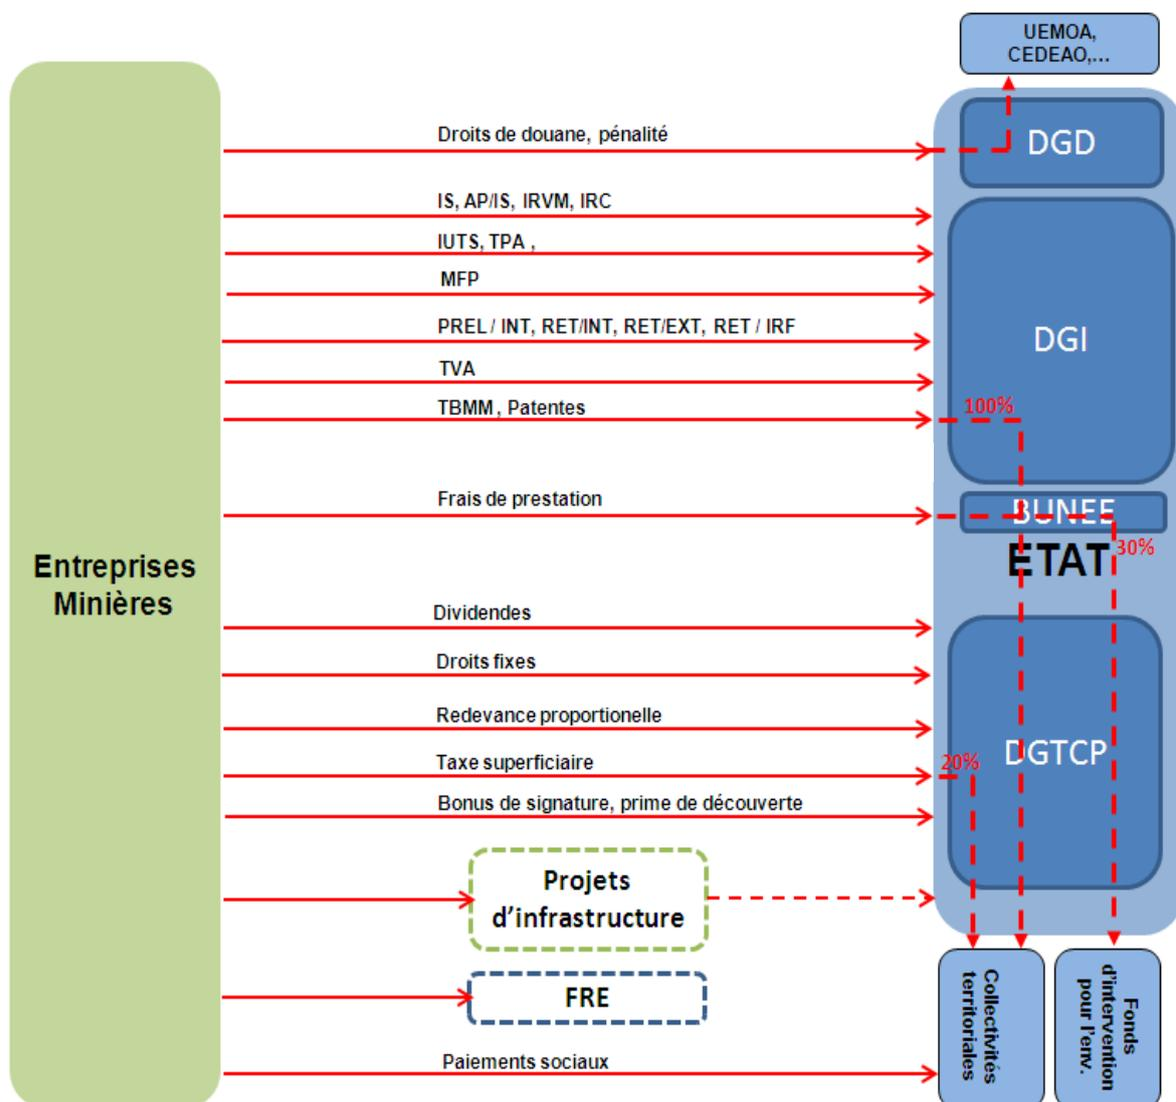 UEMOA,
CEDEAO,...
Droits de douane, pénalité
DGD
IS, AP/IS, IRVM, IRC
IUTS, TPA ,
MFP
PREL / INT, RET/INT, RET/EXT, RET / IRF
DGI
TVA
TBMM , Patentes
100%
Frais de prestation
BUNEE
30%
ETAT
Entreprises
Minières
Dividendes
Droits fixes
Redevance proportionelle
Taxe superficiaire
20%
DGTCP
Bonus de signature, prime de découverte
Projets
d’infrastructure
FRE
Paiements sociaux
Collectivités
territoriales
Fonds
d’intervention
pour l’env.